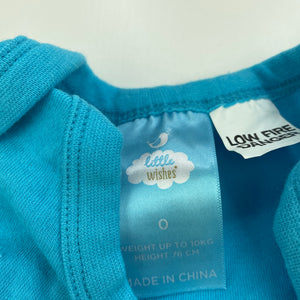 little
wishes
LOW FIRE
DANGER
0
WEIGHT UP TO 10KG
HEIGHT 76 CM
MADE IN CHINA